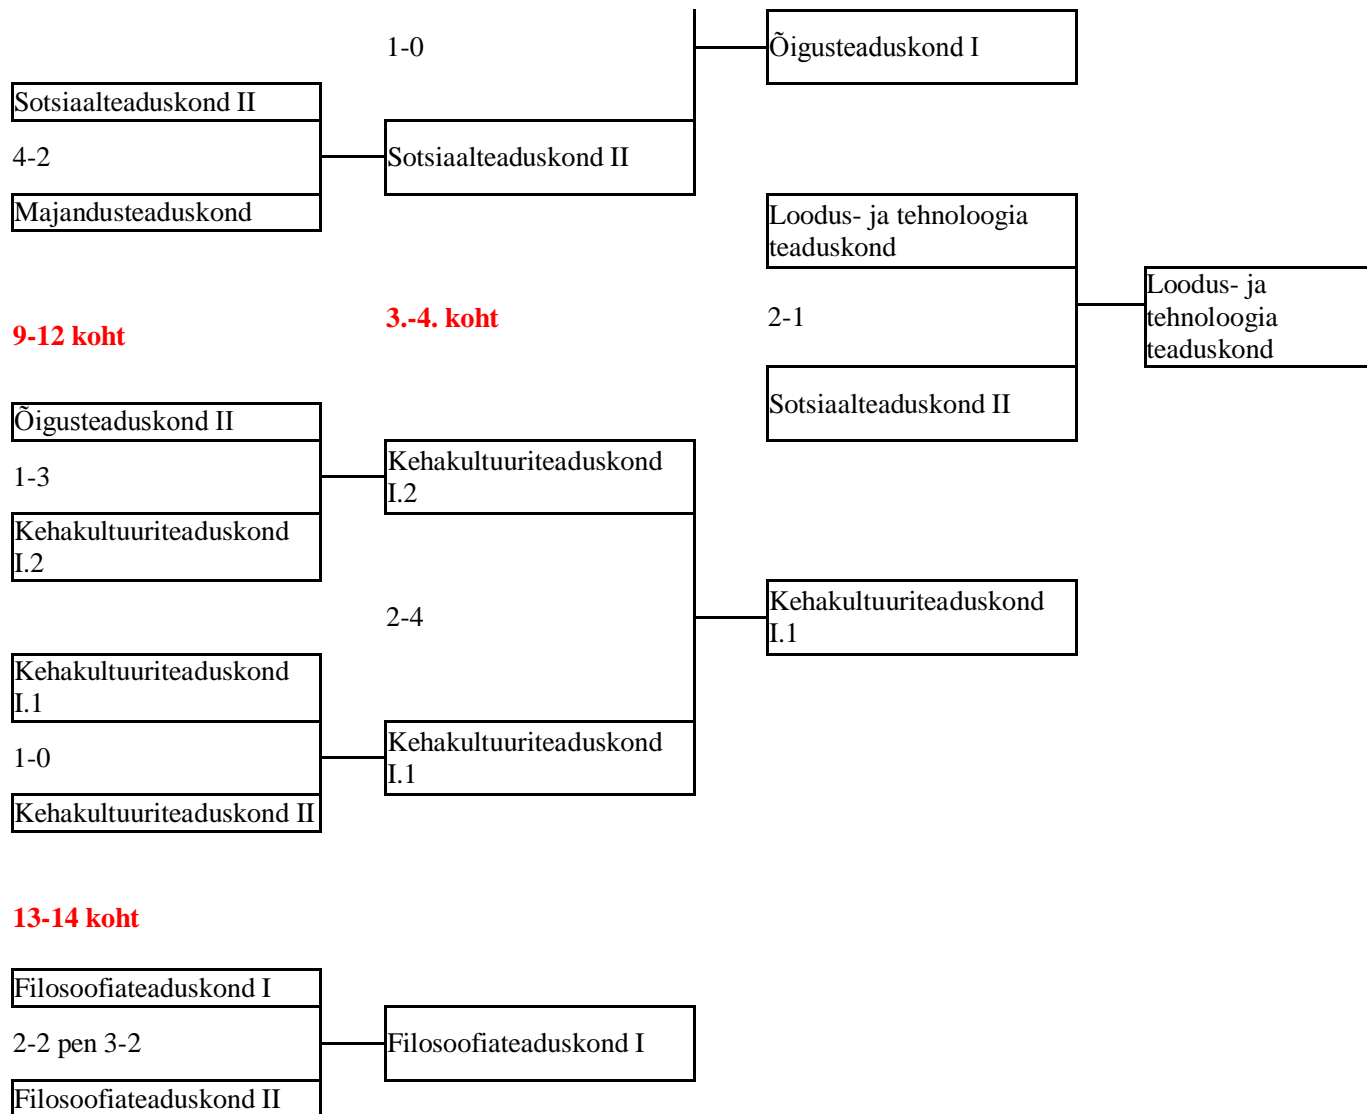 1-0
Õigusteaduskond I
Sotsiaalteaduskond II
4-2
Sotsiaalteaduskond II
Majandusteaduskond
Loodus- ja tehnoloogia
teaduskond
9-12 koht
3.-4. koht
2-1
Loodus- ja
tehnoloogia
teaduskond
Sotsiaalteaduskond II
Õigusteaduskond II
1-3
Kehakultuuriteaduskond
I.2
Kehakultuuriteaduskond
I.2
2-4
Kehakultuuriteaduskond
I.1
Kehakultuuriteaduskond
I.1
1-0
Kehakultuuriteaduskond
I.1
Kehakultuuriteaduskond II
13-14 koht
Filosoofiateaduskond I
2-2 pen 3-2
Filosoofiateaduskond I
Filosoofiateaduskond II